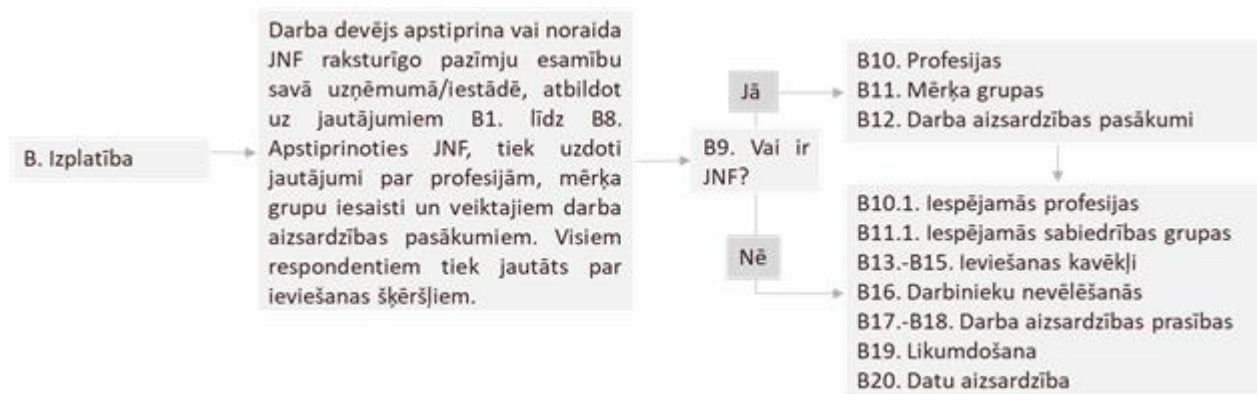 B. Izplatība
Darba devējs apstiprina vai noraida
JNF raksturīgo pazīmju esamību
savā uzņēmumā/iestādē, atbildot
uz jautājumiem B1. līdz B8.
Apstiprinoties JNF, tiek uzdoti
jautājumi par profesijām, mērķa
grupu iesaisti un veiktajiem darba
aizsardzības pasākumiem. Visiem
respondentiem tiek jautāts par
ieviešanas šķēršļiem.
B9. Vai ir
JNF?
Jā
B10. Profesijas
B11. Mērķa grupas
B12. Darba aizsardzības pasākumi
Nē
B10.1. Iespējamās profesijas
B11.1. Iespējamās sabiedrības grupas
B13.-B15. Ieviešanas kavēkļi
B16. Darbinieku nevēlēšanās
B17.-B18. Darba aizsardzības prasības
B19. Likumdošana
B20. Datu aizsardzība